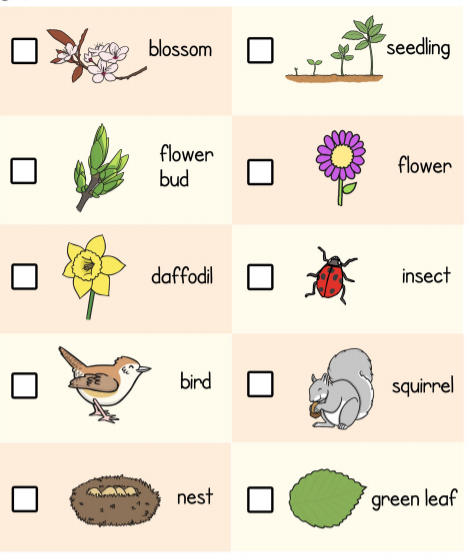 blossom
seedling
flower
bud
flower
daffodil
insect
bird
squirrel
nest
green leaf